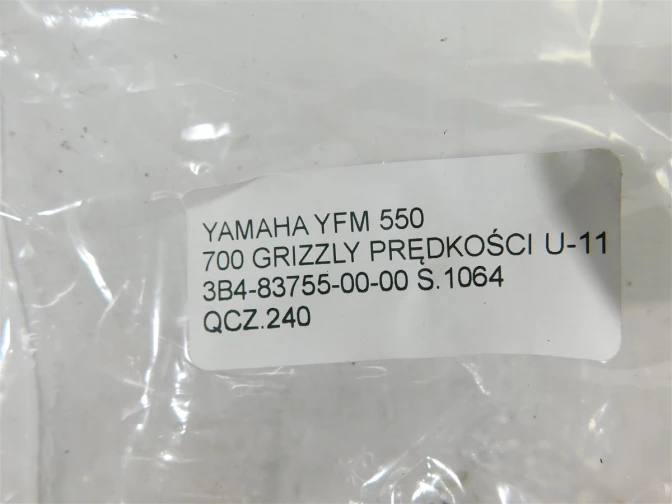 YAMAHA YFM 550
700 GRIZZLY PRĘDKOŚCI U-11
3B4-83755-00-00 S.1064
QCZ.240